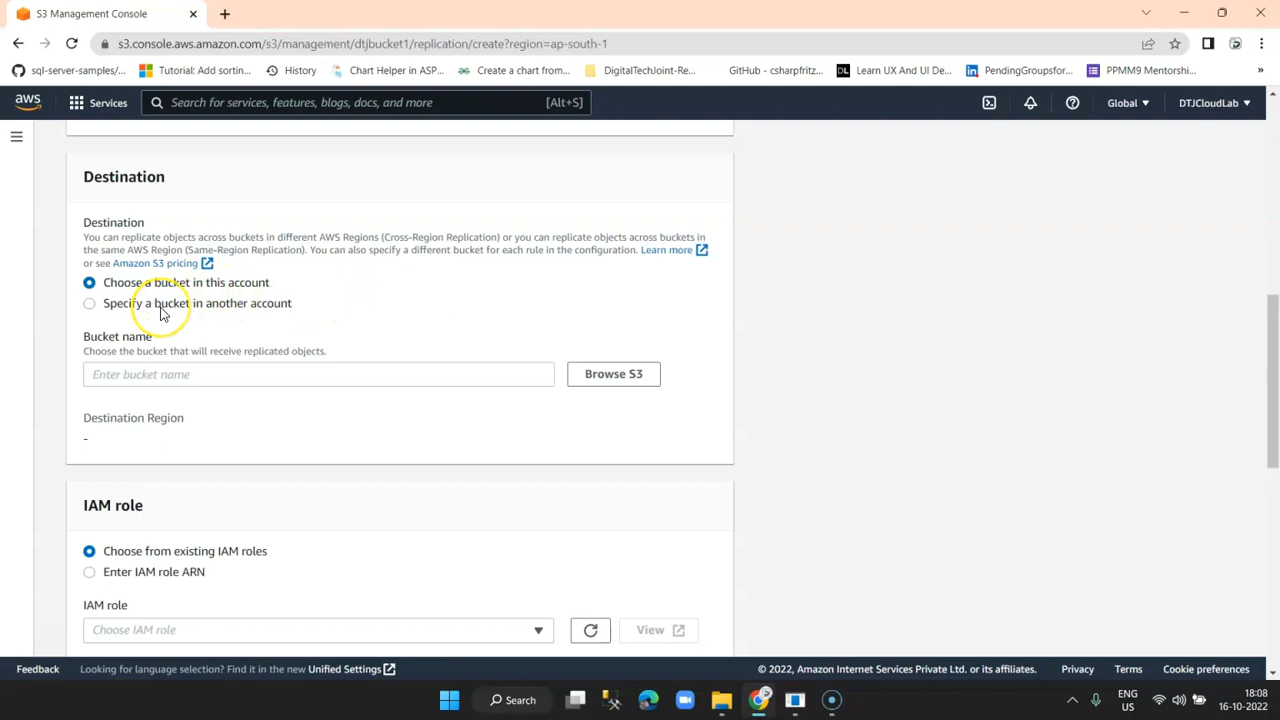 S3 Management Console
s3.console.aws.amazon.com/s3/management/dtjbucket1/replication/create?region=ap-south-1
sql-server-samples/... Tutorial: Add sortin... History Chart Helper in ASP... Create a chart from... DigitalTechJoint-Re... GitHub - csharpfritz... DL Learn UX And UI De... PendingGroupsfor... PPMM9 Mentorshi... »
aws Services Search for services, features, blogs, docs, and more [Alt+S] Global DTJCloudLab
Destination
Destination
You can replicate objects across buckets in different AWS Regions (Cross-Region Replication) or you can replicate objects across buckets in
the same AWS Region (Same-Region Replication). You can also specify a different bucket for each rule in the configuration. Learn more
or see Amazon S3 pricing
Choose a bucket in this account
Specify a bucket in another account
Bucket name
Choose the bucket that will receive replicated objects.
Enter bucket name Browse S3
Destination Region
-
IAM role
Choose from existing IAM roles
Enter IAM role ARN
IAM role
Choose IAM role View
Feedback Looking for language selection? Find it in the new Unified Settings © 2022, Amazon Internet Services Private Ltd. or its affiliates. Privacy Terms Cookie preferences
Search ENG 18:08
US 16-10-2022